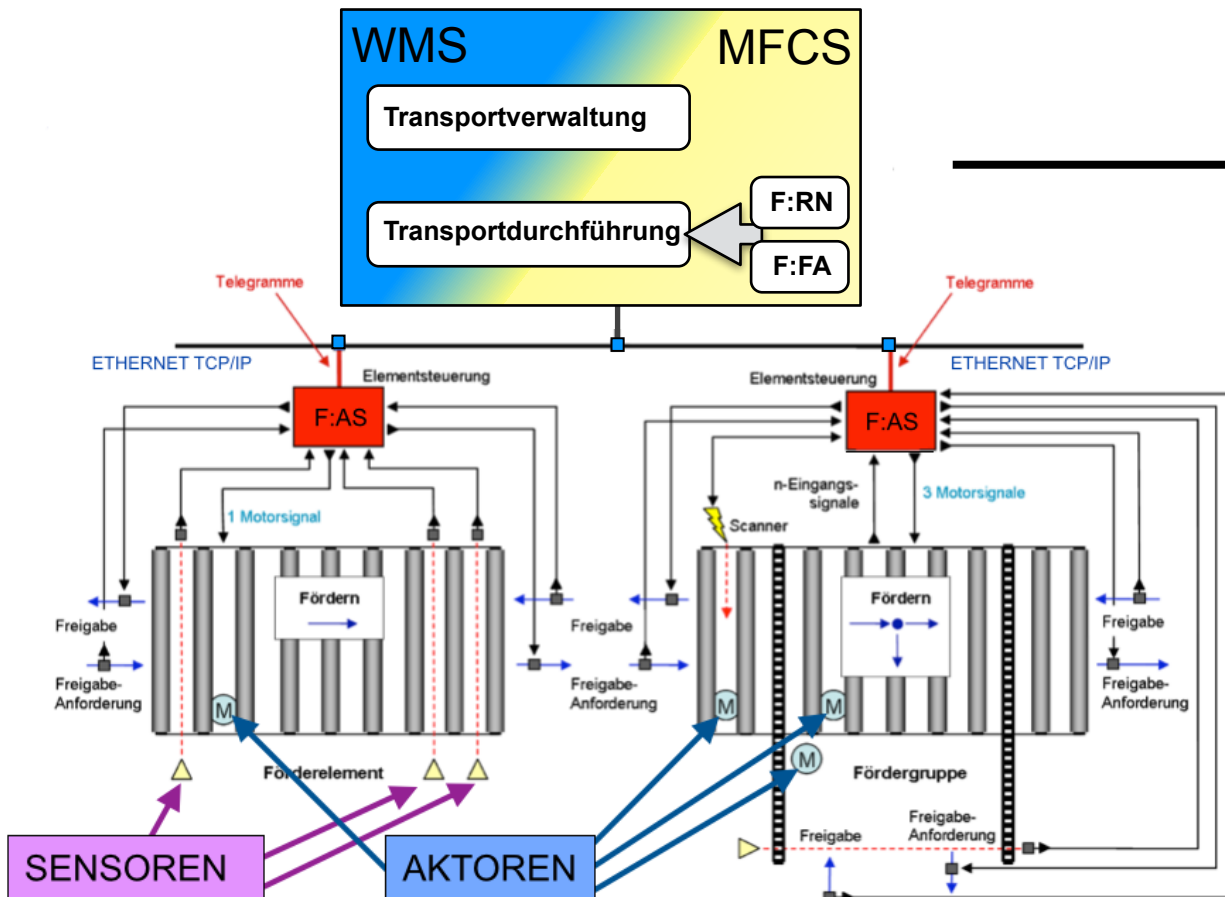 WMS
MFCS
Transportverwaltung
Transportdurchführung
F:RN
F:FA
Telegramme
Telegramme
ETHERNET TCP/IP
ETHERNET TCP/IP
Elementsteuerung
Elementsteuerung
F:AS
F:AS
1 Motorsignal
n-Eingangs-
signale
3 Motorsignale
Scanner
Fördern
Fördern
Freigabe
Freigabe-
Anforderung
Freigabe
Freigabe-
Anforderung
Freigabe
Freigabe-
Anforderung
M
M
M
M
Förderelement
Fördergruppe
Freigabe
Freigabe-
Anforderung
SENSOREN
AKTOREN